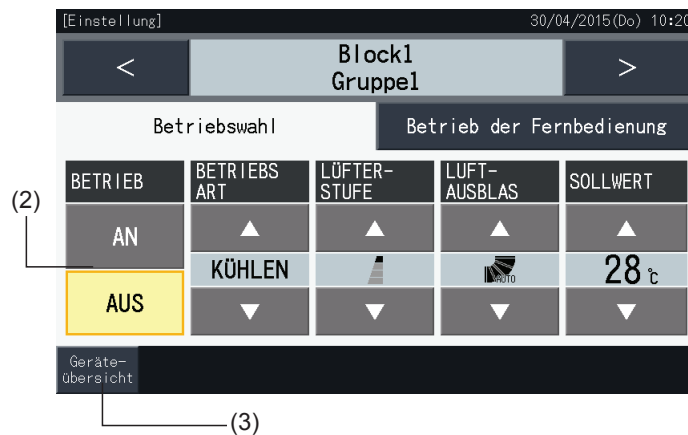 [Einstellung] 30/04/2015(Do) 10:20
< Block1 >
Gruppe1
Betriebswahl Betrieb der Fernbedienung
BETRIEB
BETRIEBS
ART
LÜFTER-
STUFE
LUFT-
AUSBLAS
SOLLWERT
(2)
AN
KÜHLEN AUTO 28 °C
AUS
Geräte-
übersicht
(3)